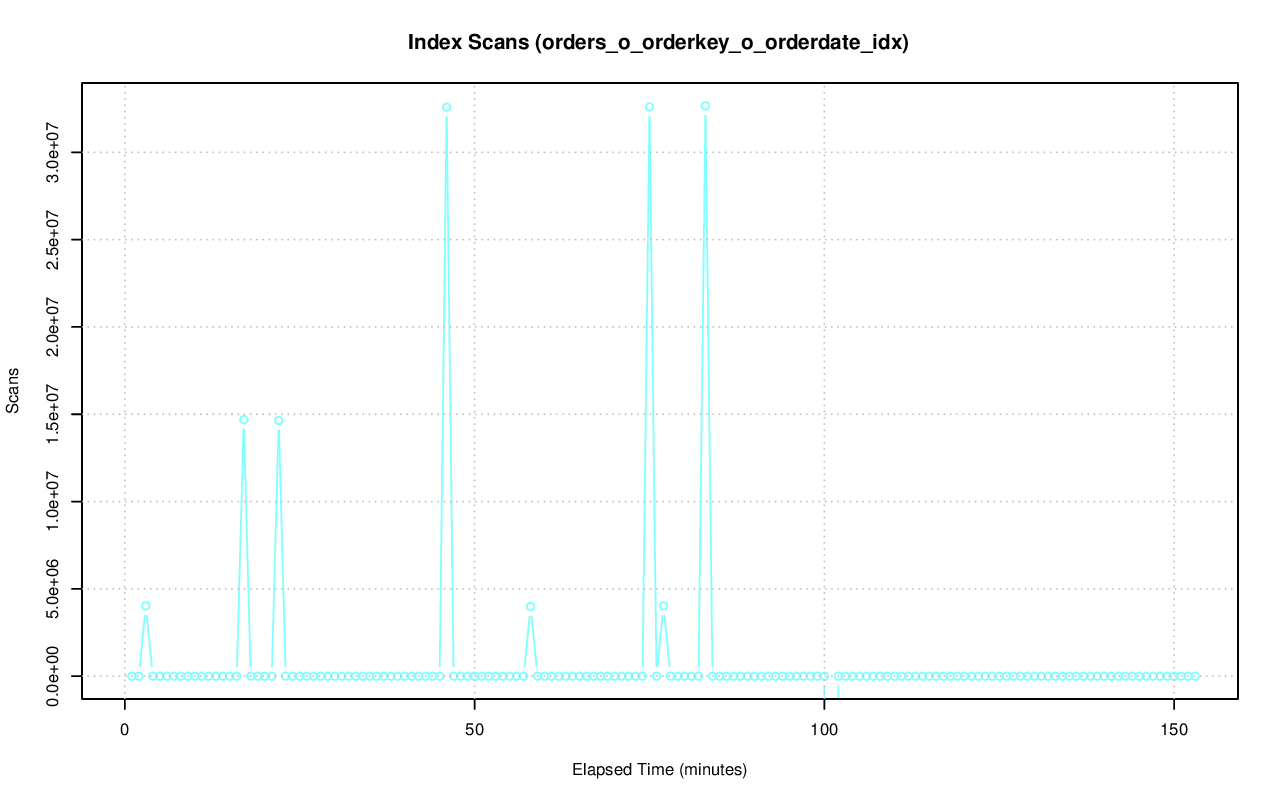 Index Scans (orders_o_orderkey_o_orderdate_idx)
Scans
3.0e+07
2.5e+07
2.0e+07
1.5e+07
1.0e+07
5.0e+06
0.0e+00
0 50 100 150
Elapsed Time (minutes)